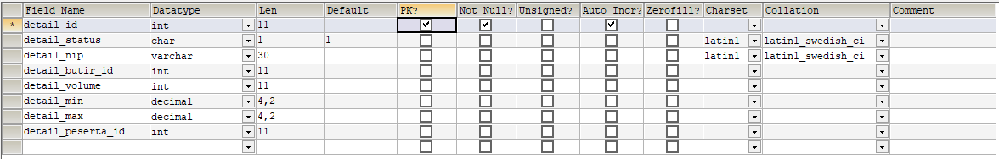 Field Name Datatype Len Default PK? Not Null? Unsigned? Auto Incr? Zerofill? Charset Collation Comment
* detail_id int 11
detail_status char 1 1 latin1 latin1_swedish_ci
detail_nip varchar 30 latin1 latin1_swedish_ci
detail_butir_id int 11
detail_volume int 11
detail_min decimal 4,2
detail_max decimal 4,2
detail_peserta_id int 11